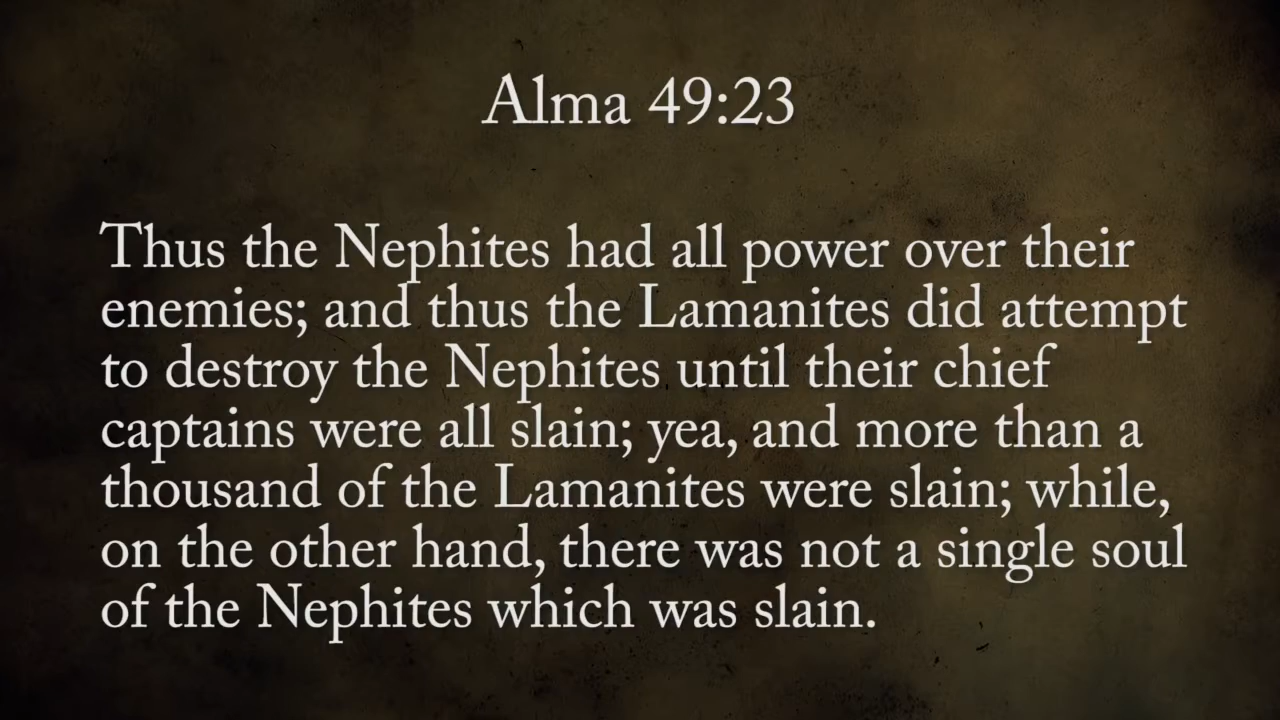 Alma 49:23
Thus the Nephites had all power over their
enemies; and thus the Lamanites did attempt
to destroy the Nephites until their chief
captains were all slain; yea, and more than a
thousand of the Lamanites were slain; while,
on the other hand, there was not a single soul
of the Nephites which was slain.